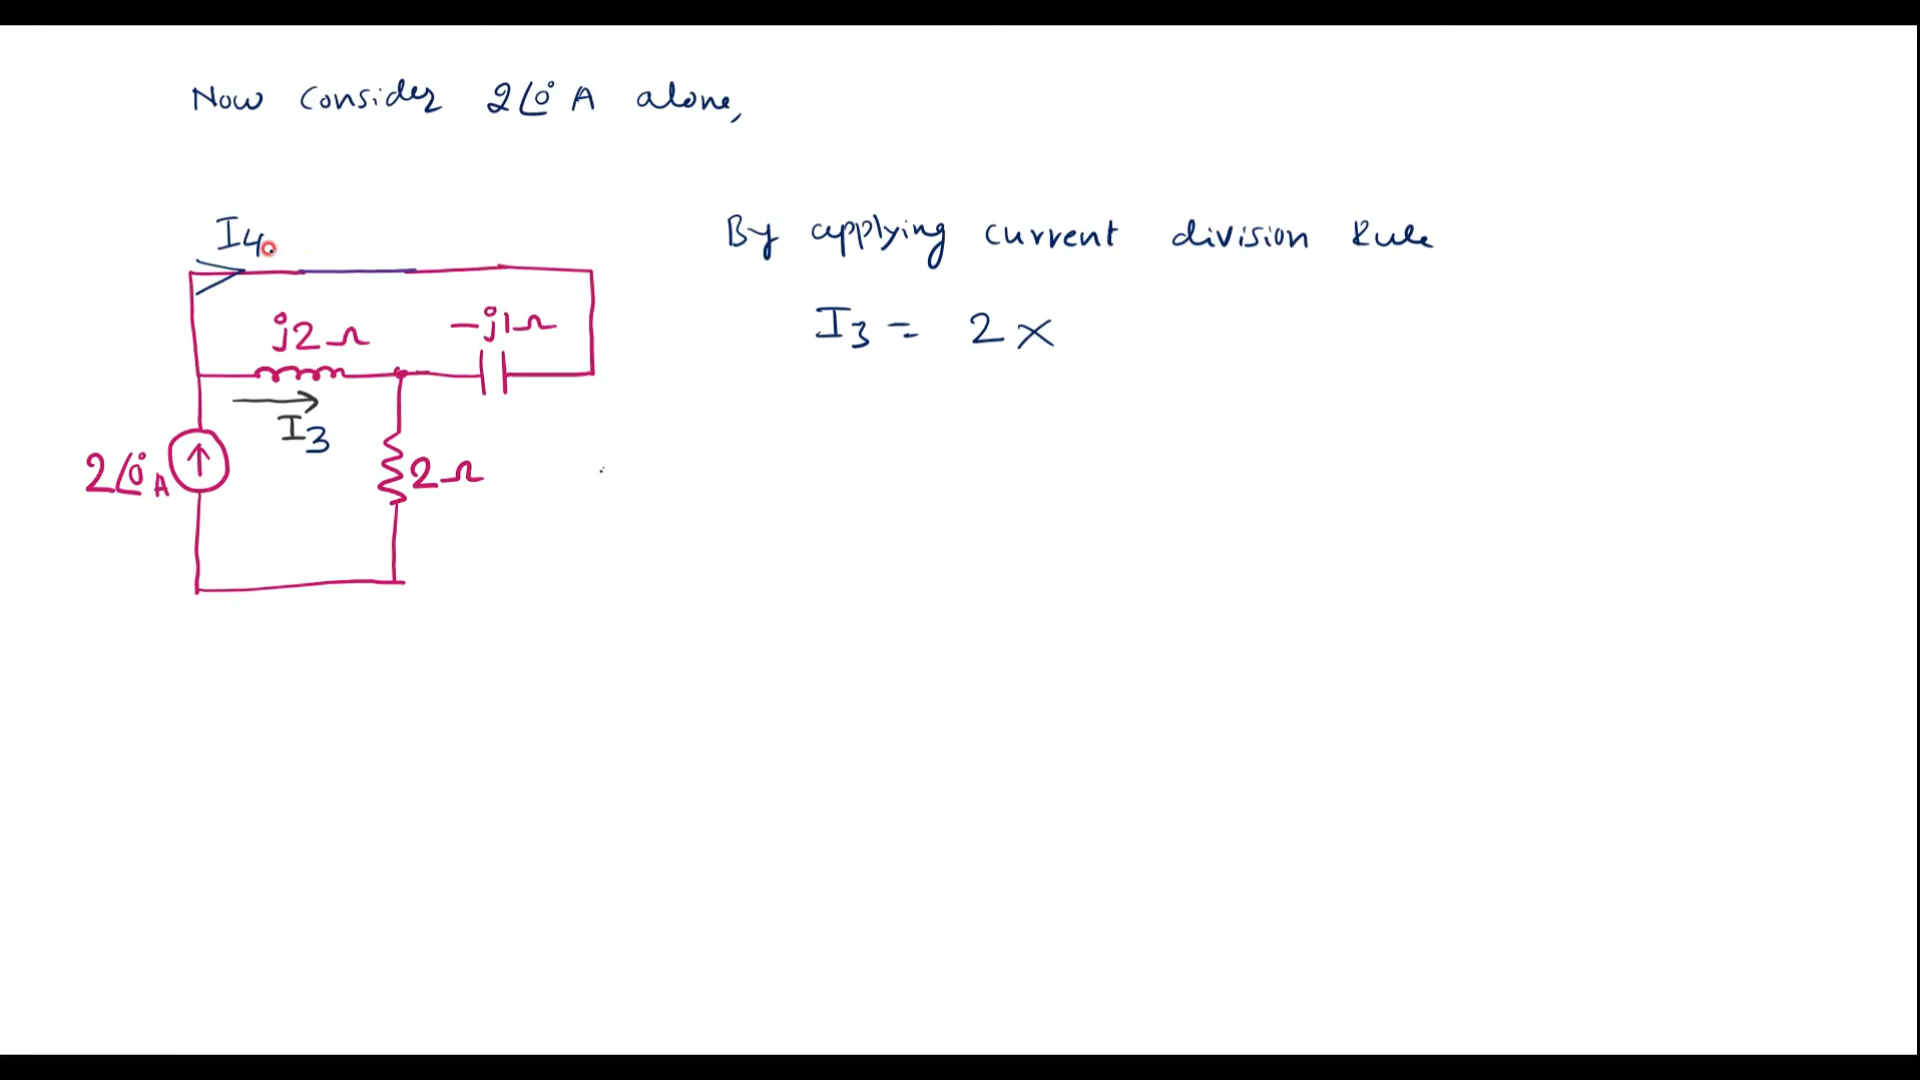 Now consider 2∠0° A alone,
I4
By applying current division Rule
j2Ω
-j1Ω
I3 = 2 ×
I3
2∠0° A
2Ω